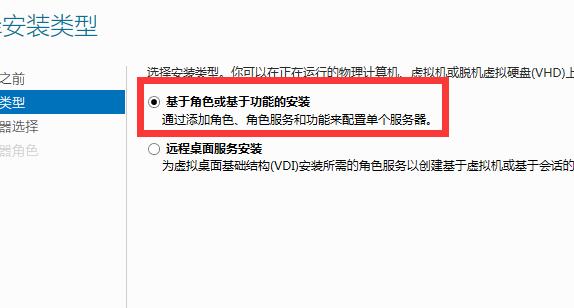 安装类型
之前
选择安装类型。你可以在正在运行的物理计算机、虚拟机或脱机虚拟硬盘(VHD)上
类型
基于角色或基于功能的安装
通过添加角色、角色服务和功能来配置单个服务器。
器选择
器角色
远程桌面服务安装
为虚拟桌面基础结构(VDI)安装所需的角色服务以创建基于虚拟机或基于会话的